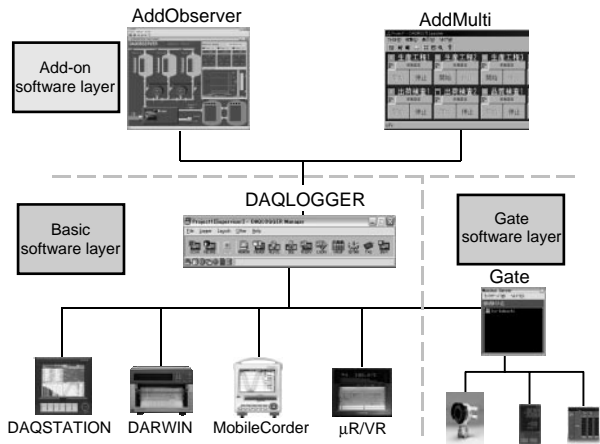 AddObserver
AddMulti
Add-on
software layer
DAQLOGGER
Basic
software layer
Gate
software layer
Gate
DAQSTATION
DARWIN
MobileCorder
μR/VR